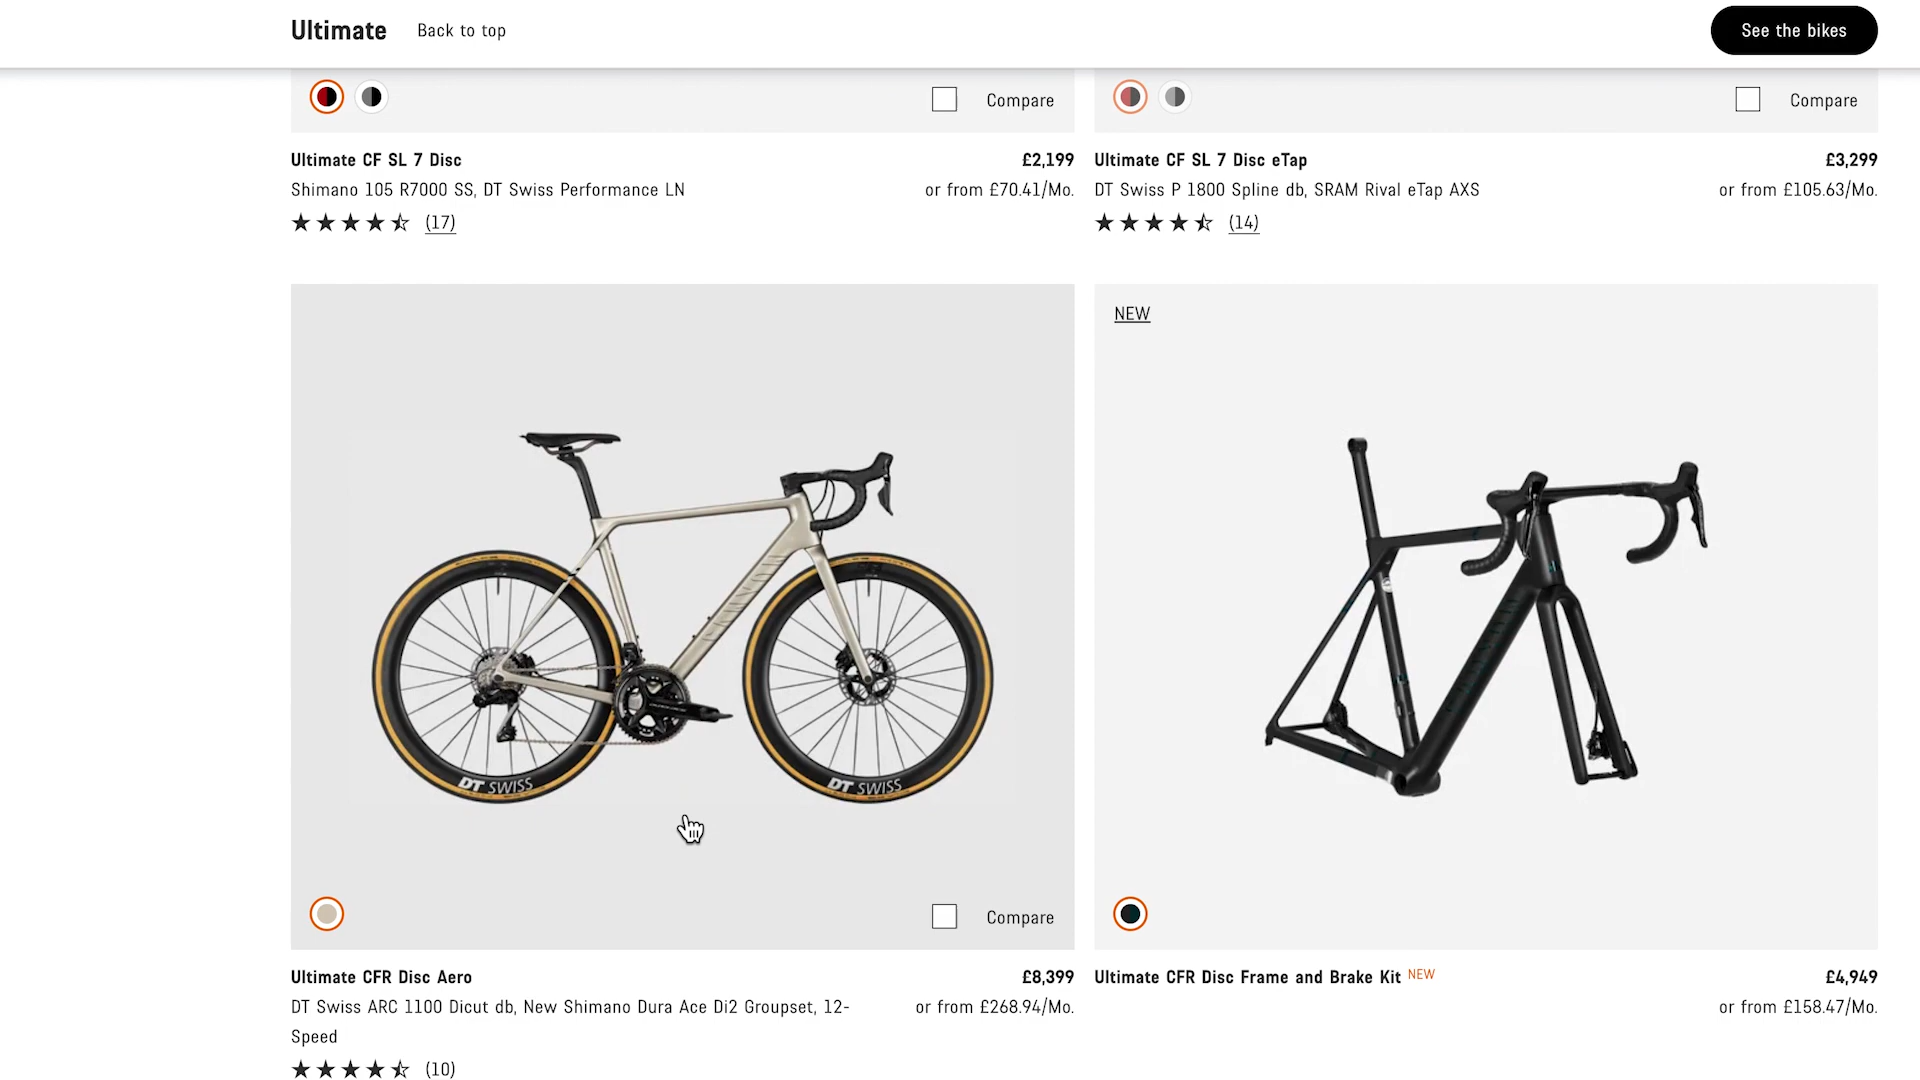 Ultimate
Back to top
See the bikes
Compare
Compare
Ultimate CF SL 7 Disc
£2,199
Shimano 105 R7000 SS, DT Swiss Performance LN
or from £70.41/Mo.
(17)
Ultimate CF SL 7 Disc eTap
£3,299
DT Swiss P 1800 Spline db, SRAM Rival eTap AXS
or from £105.63/Mo.
(14)
DT SWISS
DT SWISS
Compare
Ultimate CFR Disc Aero
£8,399
DT Swiss ARC 1100 Dicut db, New Shimano Dura Ace Di2 Groupset, 12-
Speed
or from £268.94/Mo.
(10)
NEW
Ultimate CFR Disc Frame and Brake Kit NEW
£4,949
or from £158.47/Mo.